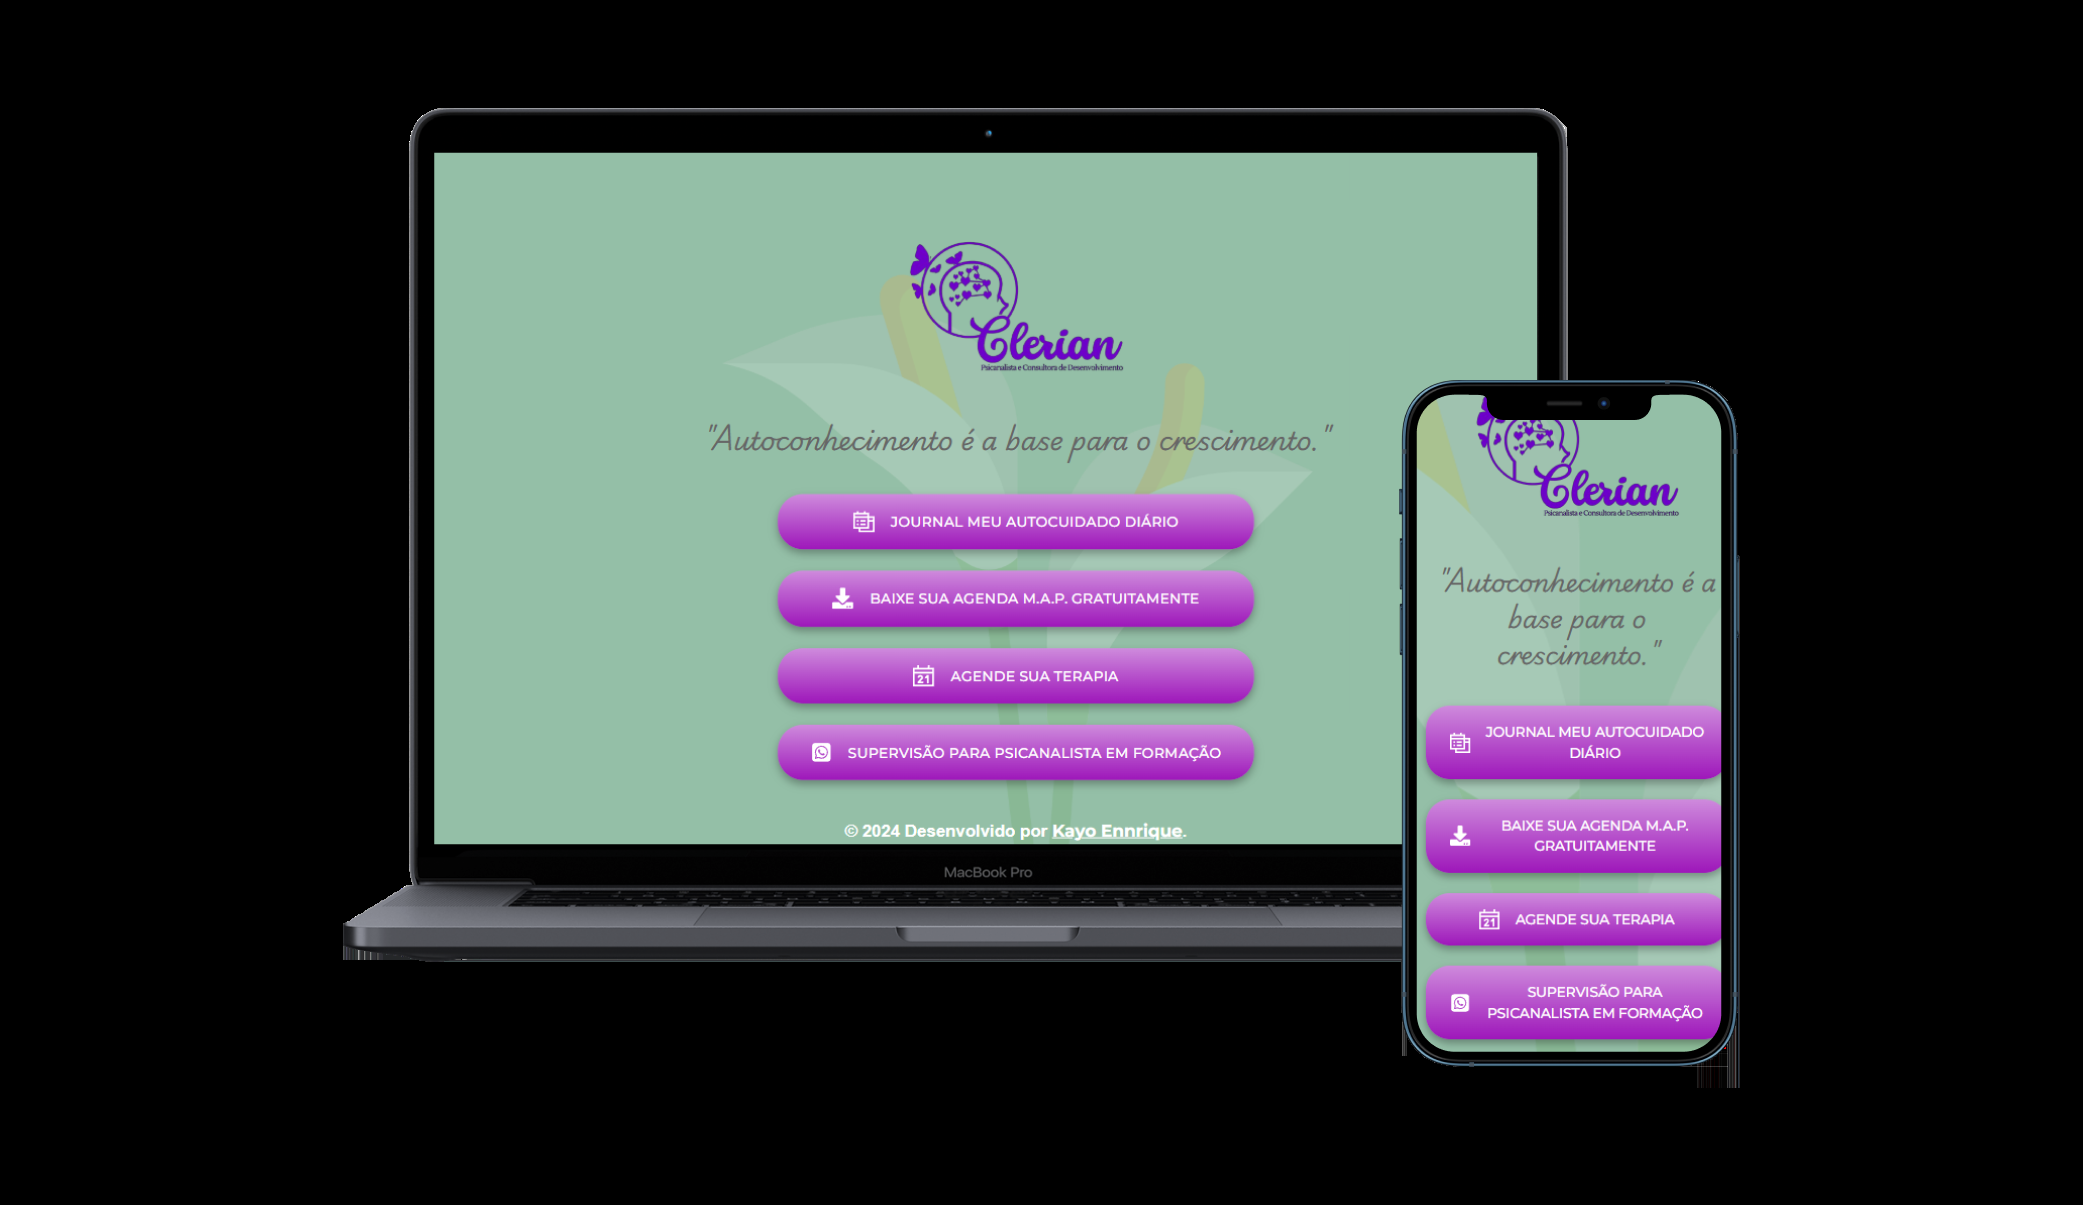 Clerian
Psicanalista e Consultora de Desenvolvimento
"Autoconhecimento é a base para o crescimento."
JOURNAL MEU AUTOCUIDADO DIÁRIO
BAIXE SUA AGENDA M.A.P. GRATUITAMENTE
21 AGENDE SUA TERAPIA
SUPERVISÃO PARA PSICANALISTA EM FORMAÇÃO
© 2024 Desenvolvido por Kayo Ennrique.
MacBook Pro
Clerian
Psicanalista e Consultora de Desenvolvimento
"Autoconhecimento é a
base para o
crescimento."
JOURNAL MEU AUTOCUIDADO
DIÁRIO
BAIXE SUA AGENDA M.A.P.
GRATUITAMENTE
21 AGENDE SUA TERAPIA
SUPERVISÃO PARA
PSICANALISTA EM FORMAÇÃO